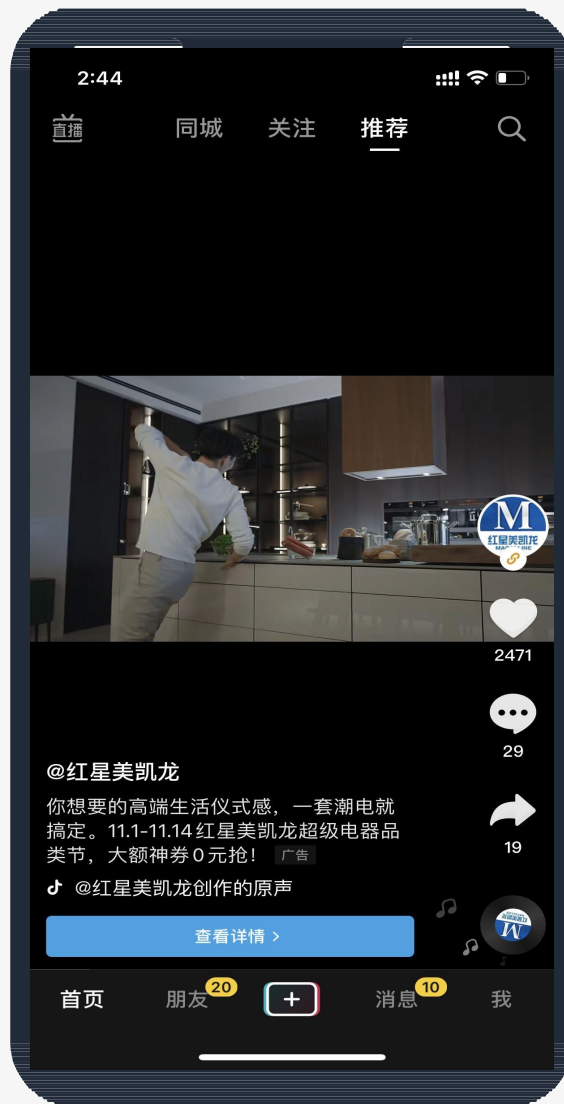 2:44
直播
同城
关注
推荐
M
红星美凯龙
2471
29
19
@红星美凯龙
你想要的高端生活仪式感，一套潮电就
搞定。11.1-11.14红星美凯龙超级电器品
类节，大额神券0元抢！ 广告
@红星美凯龙创作的原声
查看详情 >
首页
朋友
20
消息
10
我